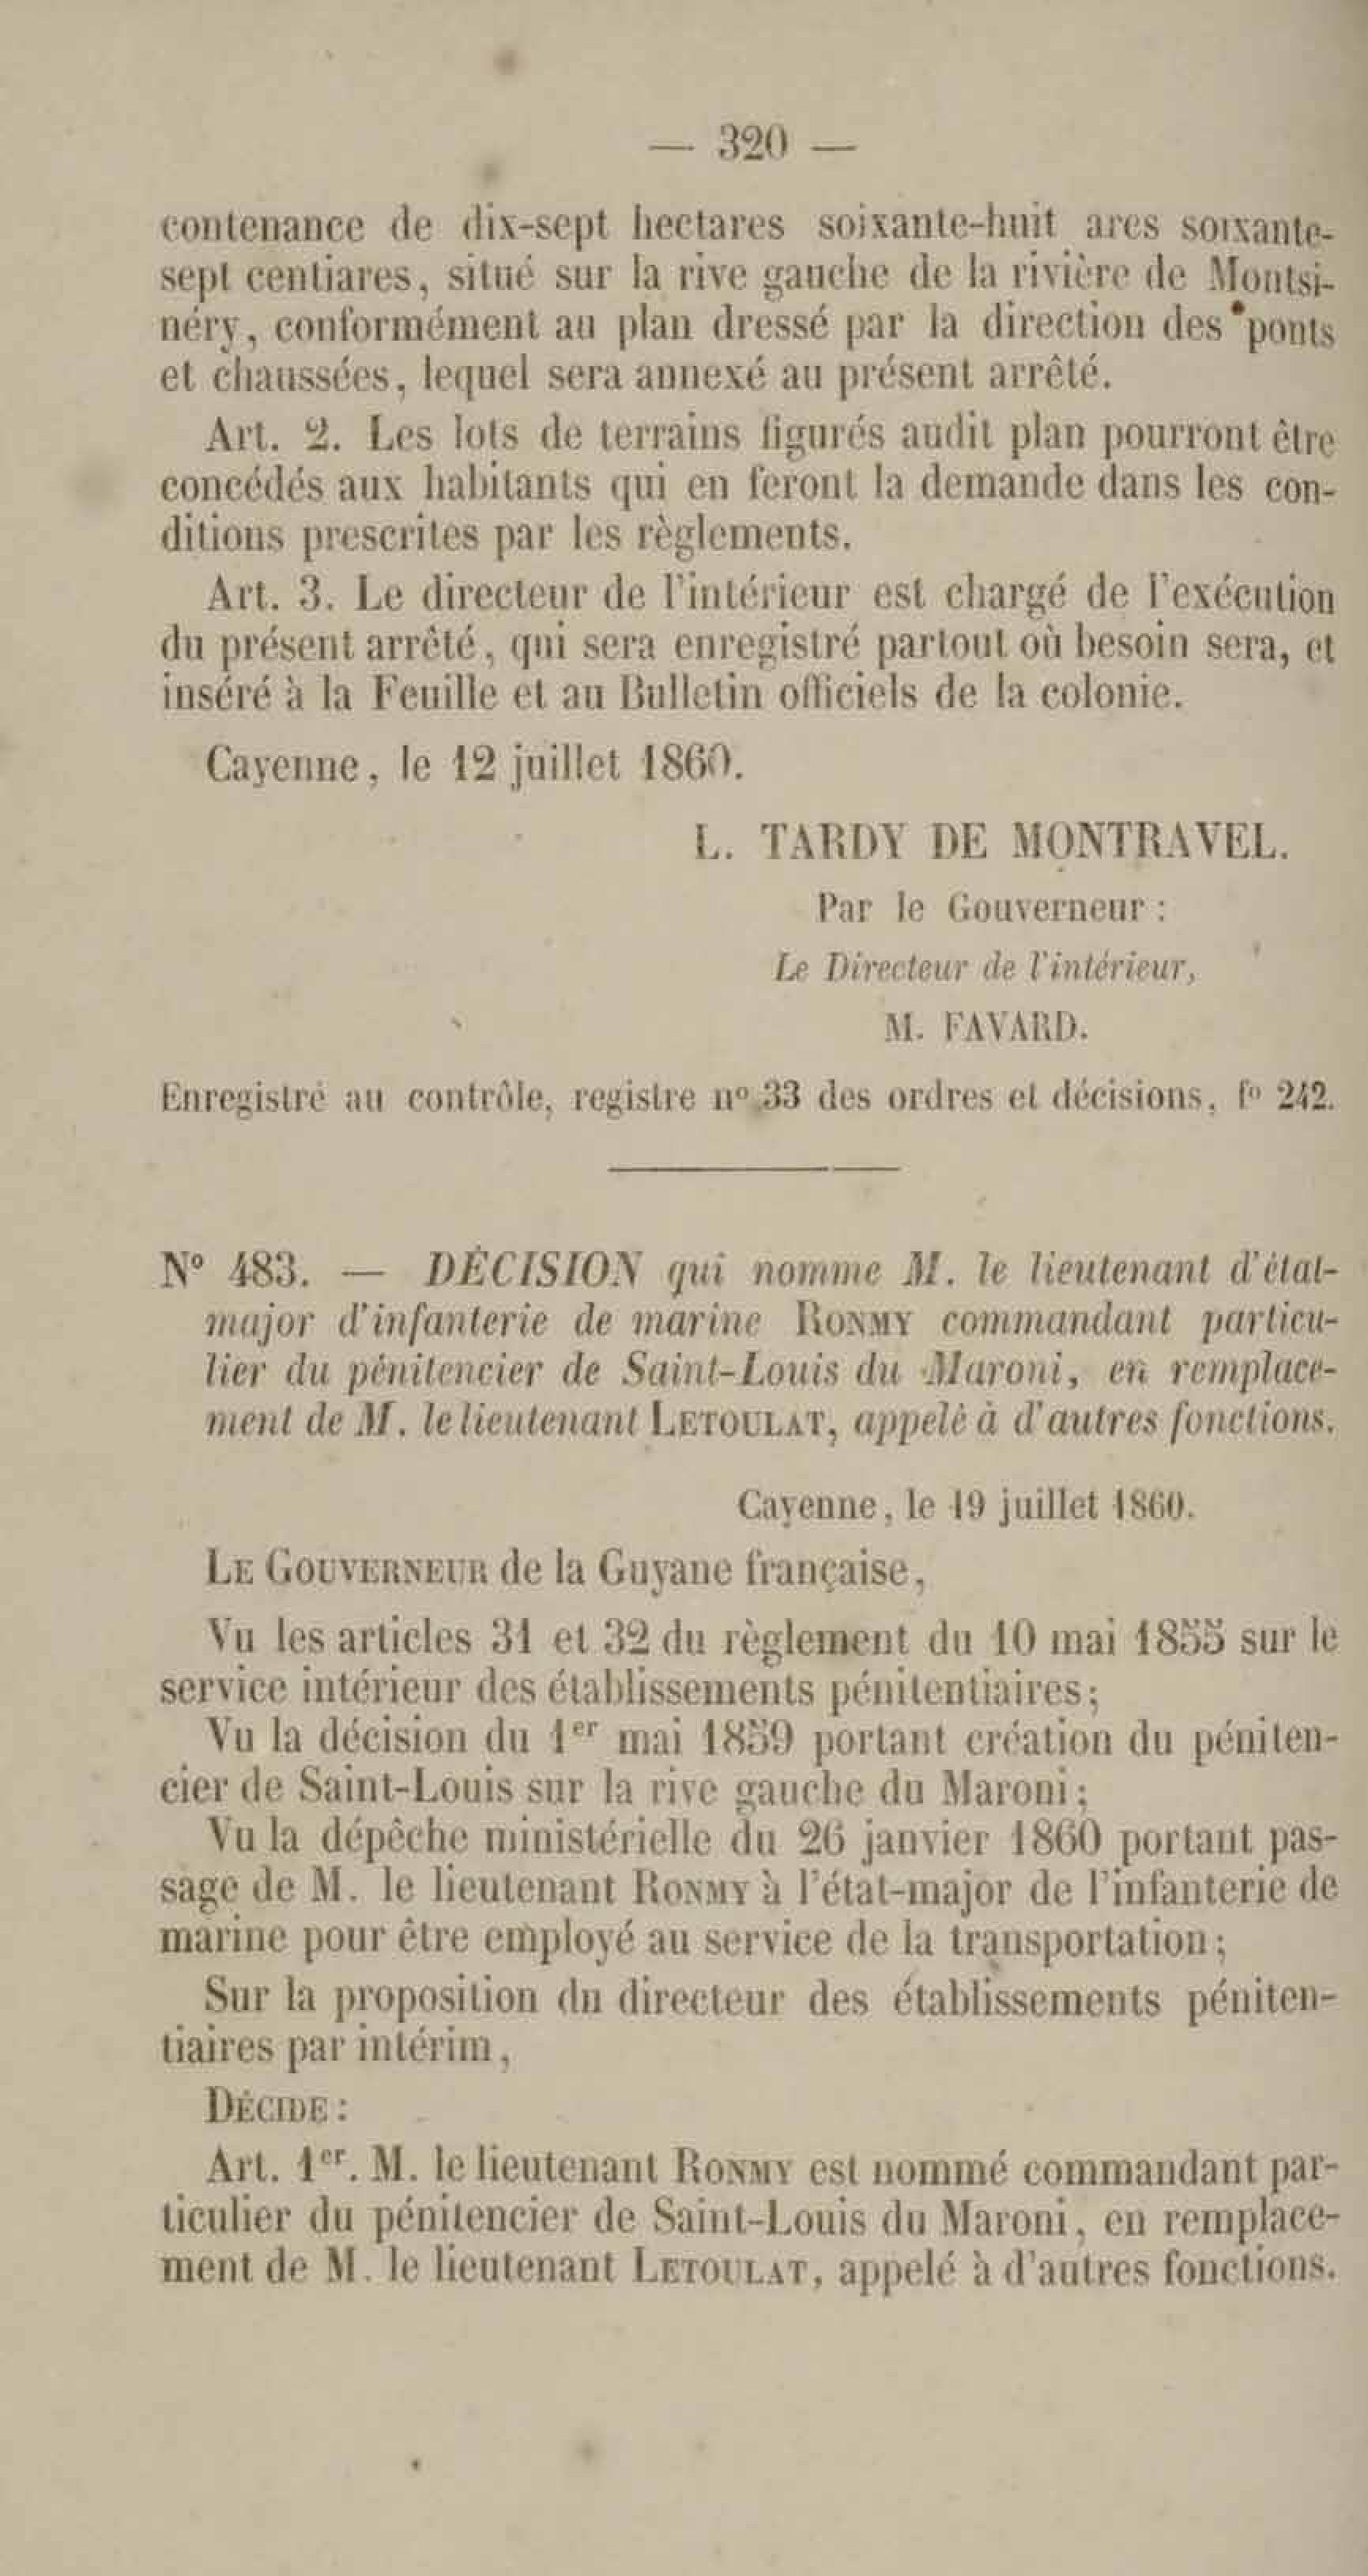 — 320 —
contenance de dix-sept hectares soixante-huit ares soixante-
sept centiares, situé sur la rive gauche de la rivière de Montsi-
néry, conformément au plan dressé par la direction des ponts
et chaussées, lequel sera annexé au présent arrêté.
Art. 2. Les lots de terrains figurés audit plan pourront être
concédés aux habitants qui en feront la demande dans les con-
ditions prescrites par les règlements.
Art. 3. Le directeur de l'intérieur est chargé de l'exécution
du présent arrêté, qui sera enregistré partout où besoin sera, et
inséré à la Feuille et au Bulletin officiels de la colonie.
Cayenne, le 12 juillet 1860.
L. TARDY DE MONTRAVEL.
Par le Gouverneur :
Le Directeur de l'intérieur,
M. FAVARD.
Enregistré au contrôle, registre nº 33 des ordres et décisions, fº 242.
Nº 483. — DÉCISION qui nomme M. le lieutenant d'état-
major d'infanterie de marine RONMY commandant particu-
lier du pénitencier de Saint-Louis du Maroni, en remplace-
ment de M. le lieutenant LETOULAT, appelé à d'autres fonctions.
Cayenne, le 19 juillet 1860.
LE GOUVERNEUR de la Guyane française,
Vu les articles 31 et 32 du règlement du 10 mai 1855 sur le
service intérieur des établissements pénitentiaires;
Vu la décision du 1er mai 1859 portant création du péniten-
cier de Saint-Louis sur la rive gauche du Maroni;
Vu la dépêche ministérielle du 26 janvier 1860 portant pas-
sage de M. le lieutenant RONMY à l'état-major de l'infanterie de
marine pour être employé au service de la transportation;
Sur la proposition du directeur des établissements péniten-
tiaires par intérim,
DÉCIDE :
Art. 1er. M. le lieutenant RONMY est nommé commandant par-
ticulier du pénitencier de Saint-Louis du Maroni, en remplace-
ment de M. le lieutenant LETOULAT, appelé à d'autres fonctions.